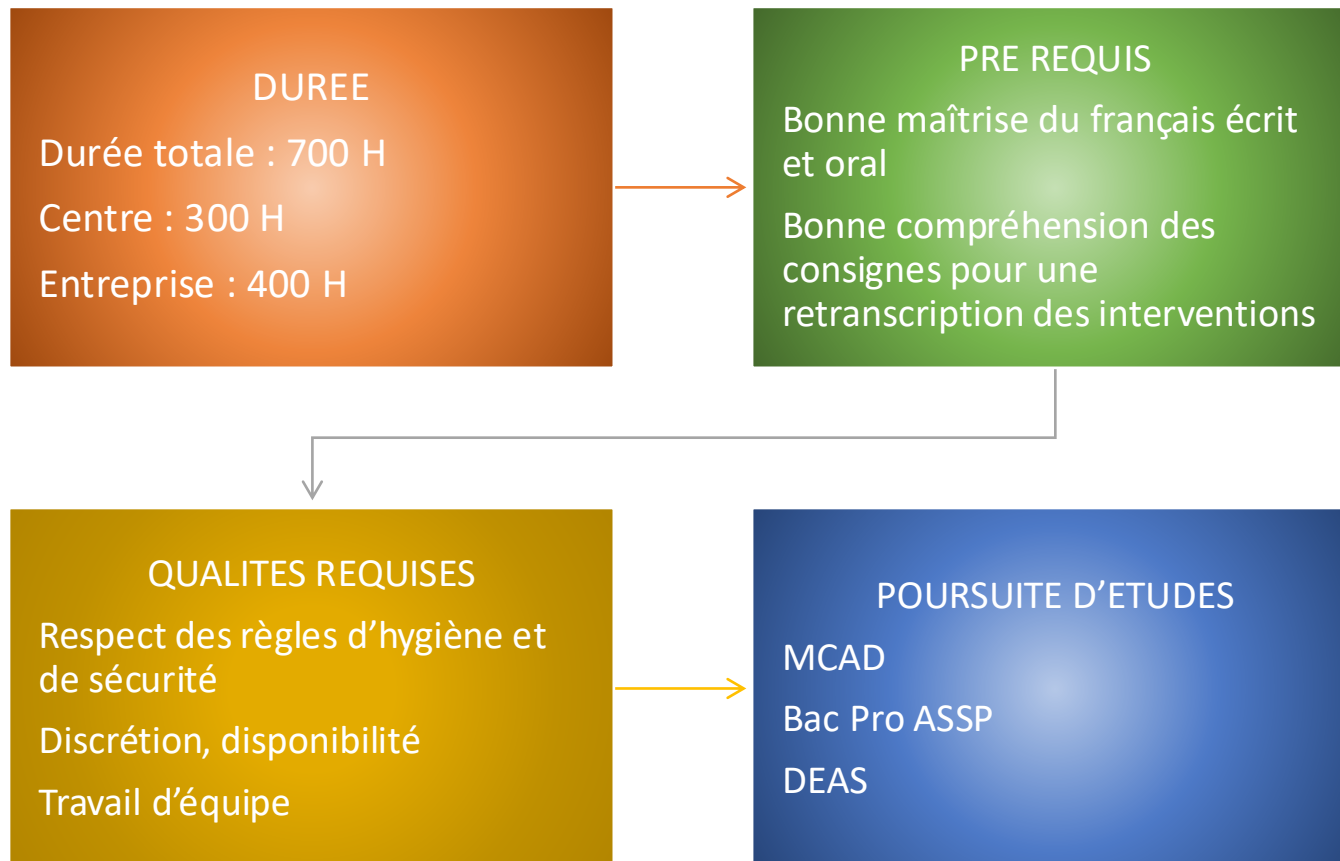 DUREE
Durée totale : 700 H
Centre : 300 H
Entreprise : 400 H
PRE REQUIS
Bonne maîtrise du français écrit
et oral
Bonne compréhension des
consignes pour une
retranscription des interventions
QUALITES REQUISES
Respect des règles d’hygiène et
de sécurité
Discrétion, disponibilité
Travail d’équipe
POURSUITE D’ETUDES
MCAD
Bac Pro ASSP
DEAS